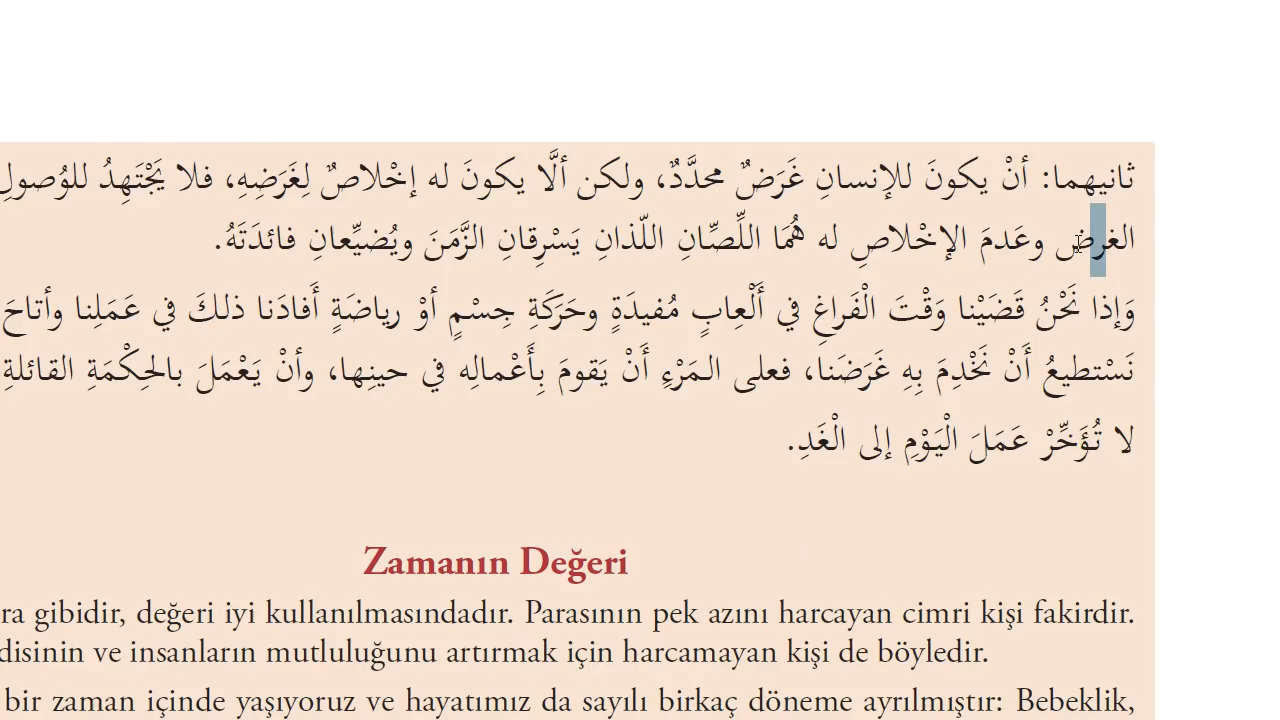 ثانيهما: أنْ يكونَ للإنسانِ غَرَضٌ محدَّدٌ، ولكن ألَّا يكونَ له إخْلاصٌ لِغَرَضِهِ، فلا يَجْتَهِدُ للوُصولِ
الغرض وعَدمَ الإخْلاصِ له هُمَا اللِّصَّانِ اللّذانِ يَسْرِقانِ الزَّمَنَ ويُضيِّعانِ فائدَتَهُ.
وَإذا نَحْنُ قَضَيْنا وَقْتَ الْفَراغِ في أَلْعِابٍ مُفيدَةٍ وحَرَكَةِ جِسْمٍ أوْ رياضَةٍ أَفادَنا ذلكَ في عَمَلِنا وأتاحَ
نَسْتطيعُ أَنْ نَخْدِمَ بِهِ غَرَضَنا، فعلى المَرْءِ أَنْ يَقومَ بِأَعْمالِه في حينِها، وأنْ يَعْمَلَ بالحِكْمَةِ القائلةِ
لا تُؤَخِّرْ عَمَلَ الْيَوْمِ إلى الْغَدِ.
Zamanın Değeri
ra gibidir, değeri iyi kullanılmasındadır. Parasının pek azını harcayan cimri kişi fakirdir.
disinin ve insanların mutluluğunu artırmak için harcamayan kişi de böyledir.
bir zaman içinde yaşıyoruz ve hayatımız da sayılı birkaç döneme ayrılmıştır: Bebeklik,